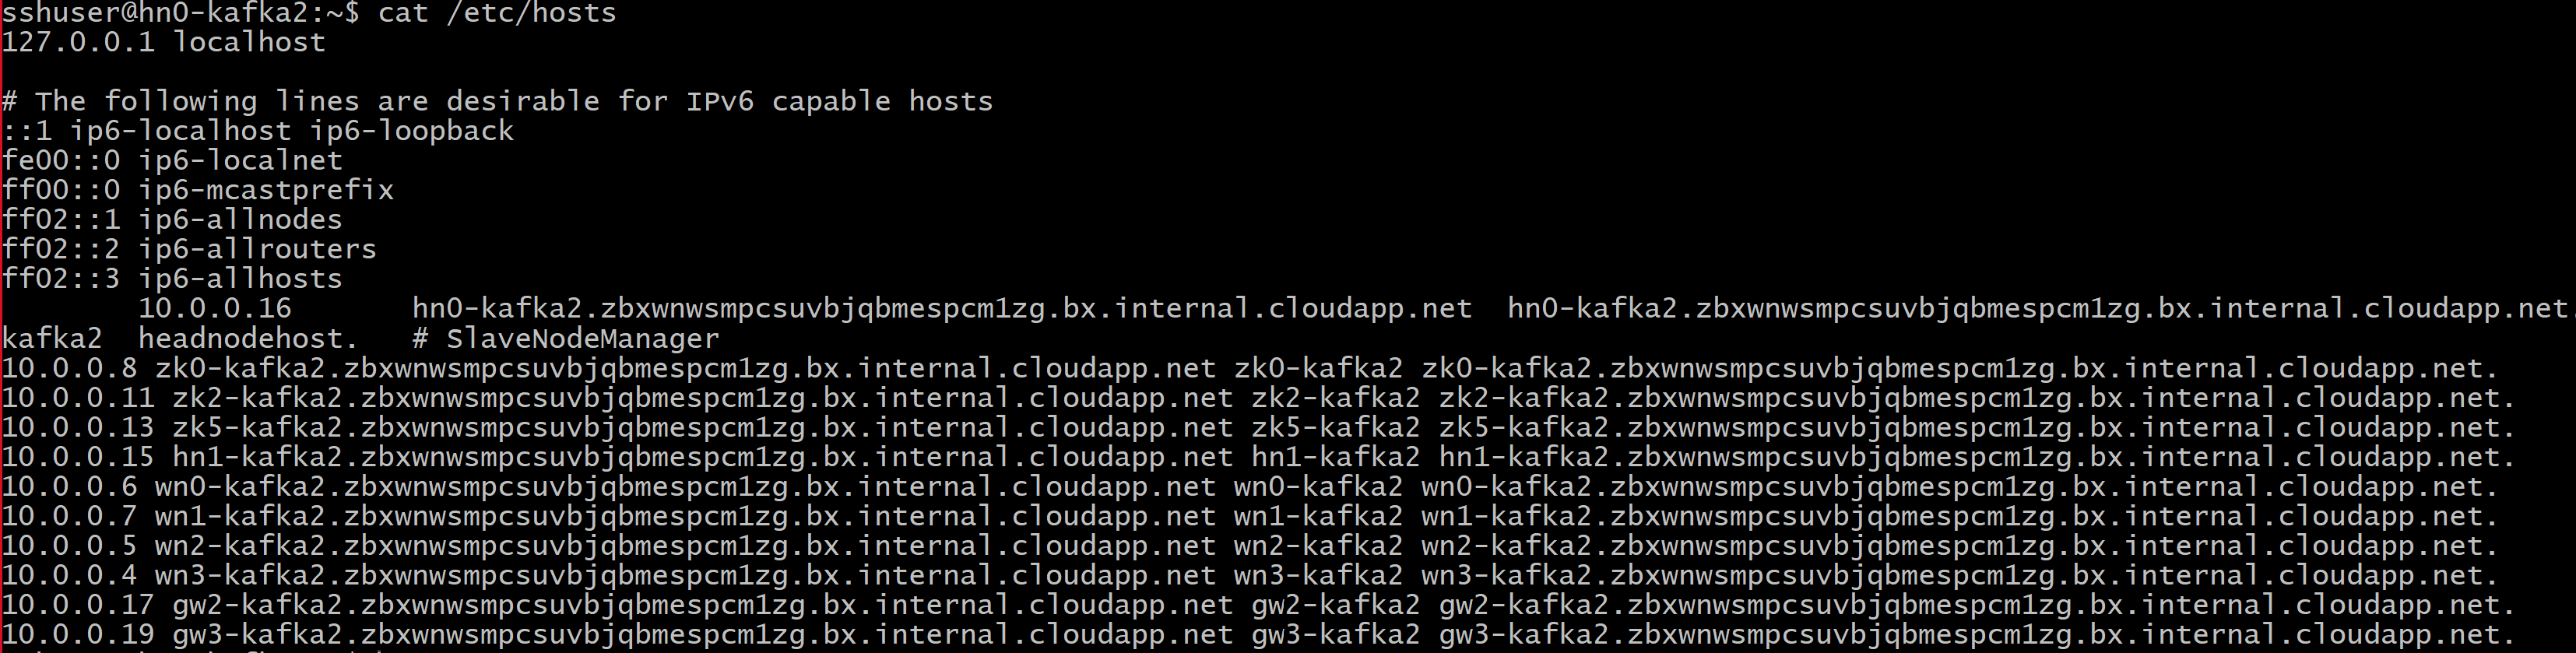 sshuser@hn0-kafka2:~$ cat /etc/hosts
127.0.0.1 localhost
# The following lines are desirable for IPv6 capable hosts
::1 ip6-localhost ip6-loopback
fe00::0 ip6-localnet
ff00::0 ip6-mcastprefix
ff02::1 ip6-allnodes
ff02::2 ip6-allrouters
ff02::3 ip6-allhosts
10.0.0.16 hn0-kafka2.zbxwnwsmpcsuvbjqbmespcm1zg.bx.internal.cloudapp.net hn0-kafka2.zbxwnwsmpcsuvbjqbmespcm1zg.bx.internal.cloudapp.net.
kafka2 headnodehost. # SlaveNodeManager
10.0.0.8 zk0-kafka2.zbxwnwsmpcsuvbjqbmespcm1zg.bx.internal.cloudapp.net zk0-kafka2 zk0-kafka2.zbxwnwsmpcsuvbjqbmespcm1zg.bx.internal.cloudapp.net.
10.0.0.11 zk2-kafka2.zbxwnwsmpcsuvbjqbmespcm1zg.bx.internal.cloudapp.net zk2-kafka2 zk2-kafka2.zbxwnwsmpcsuvbjqbmespcm1zg.bx.internal.cloudapp.net.
10.0.0.13 zk5-kafka2.zbxwnwsmpcsuvbjqbmespcm1zg.bx.internal.cloudapp.net zk5-kafka2 zk5-kafka2.zbxwnwsmpcsuvbjqbmespcm1zg.bx.internal.cloudapp.net.
10.0.0.15 hn1-kafka2.zbxwnwsmpcsuvbjqbmespcm1zg.bx.internal.cloudapp.net hn1-kafka2 hn1-kafka2.zbxwnwsmpcsuvbjqbmespcm1zg.bx.internal.cloudapp.net.
10.0.0.6 wn0-kafka2.zbxwnwsmpcsuvbjqbmespcm1zg.bx.internal.cloudapp.net wn0-kafka2 wn0-kafka2.zbxwnwsmpcsuvbjqbmespcm1zg.bx.internal.cloudapp.net.
10.0.0.7 wn1-kafka2.zbxwnwsmpcsuvbjqbmespcm1zg.bx.internal.cloudapp.net wn1-kafka2 wn1-kafka2.zbxwnwsmpcsuvbjqbmespcm1zg.bx.internal.cloudapp.net.
10.0.0.5 wn2-kafka2.zbxwnwsmpcsuvbjqbmespcm1zg.bx.internal.cloudapp.net wn2-kafka2 wn2-kafka2.zbxwnwsmpcsuvbjqbmespcm1zg.bx.internal.cloudapp.net.
10.0.0.4 wn3-kafka2.zbxwnwsmpcsuvbjqbmespcm1zg.bx.internal.cloudapp.net wn3-kafka2 wn3-kafka2.zbxwnwsmpcsuvbjqbmespcm1zg.bx.internal.cloudapp.net.
10.0.0.17 gw2-kafka2.zbxwnwsmpcsuvbjqbmespcm1zg.bx.internal.cloudapp.net gw2-kafka2 gw2-kafka2.zbxwnwsmpcsuvbjqbmespcm1zg.bx.internal.cloudapp.net.
10.0.0.19 gw3-kafka2.zbxwnwsmpcsuvbjqbmespcm1zg.bx.internal.cloudapp.net gw3-kafka2 gw3-kafka2.zbxwnwsmpcsuvbjqbmespcm1zg.bx.internal.cloudapp.net.